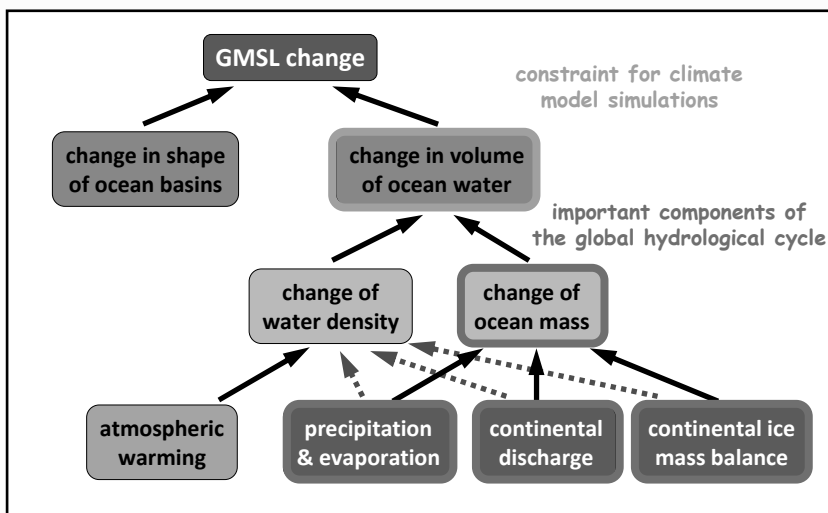 GMSL change
constraint for climate
model simulations
change in shape
of ocean basins
change in volume
of ocean water
important components of
the global hydrological cycle
change of
water density
change of
ocean mass
atmospheric
warming
precipitation
& evaporation
continental
discharge
continental ice
mass balance